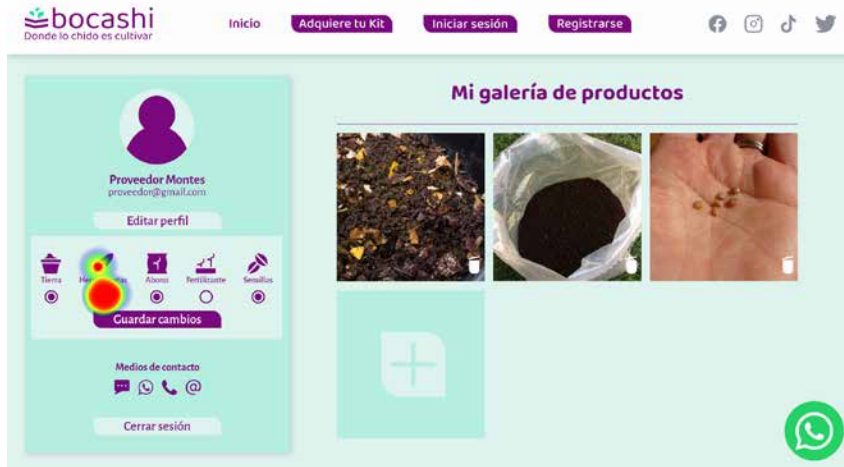 bocashi
Donde lo chido es cultivar
Inicio
Adquiere tu Kit
Iniciar sesión
Registrarse
Proveedor Montes
proveedor@gmail.com
Editar perfil
Tierra
Abono
Fertilizante
Semillas
Guardar cambios
Medios de contacto
Cerrar sesión
Mi galería de productos